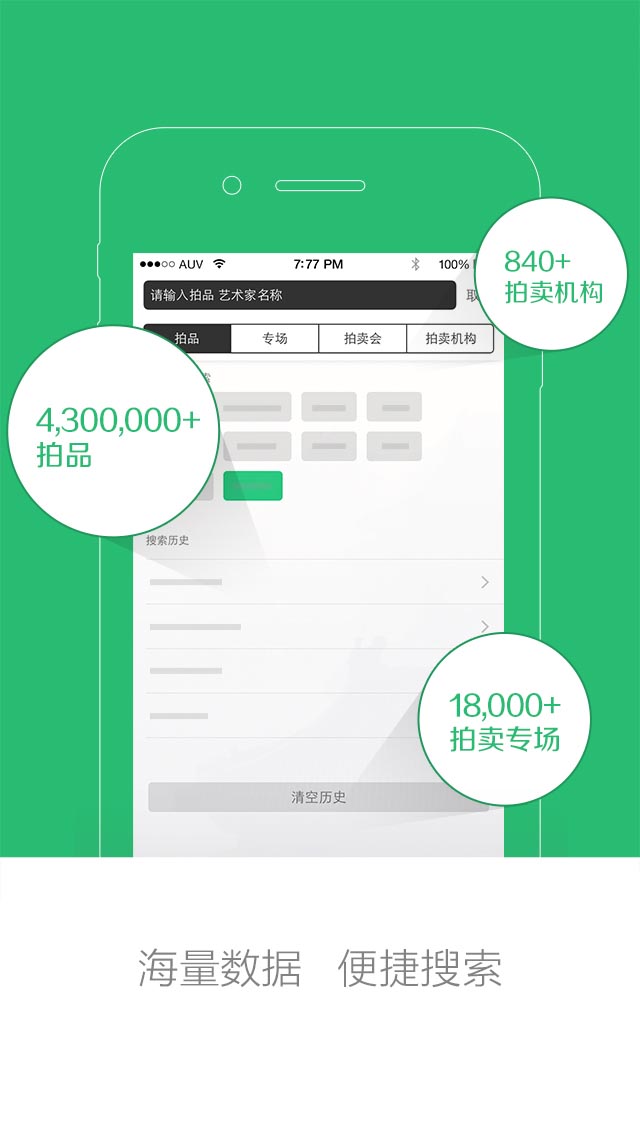 AUV 7:77 PM 100%
840+
拍卖机构
请输入拍品 艺术家名称
拍品 专场 拍卖会 拍卖机构
4,300,000+
拍品
搜索历史
18,000+
拍卖专场
清空历史
海量数据 便捷搜索